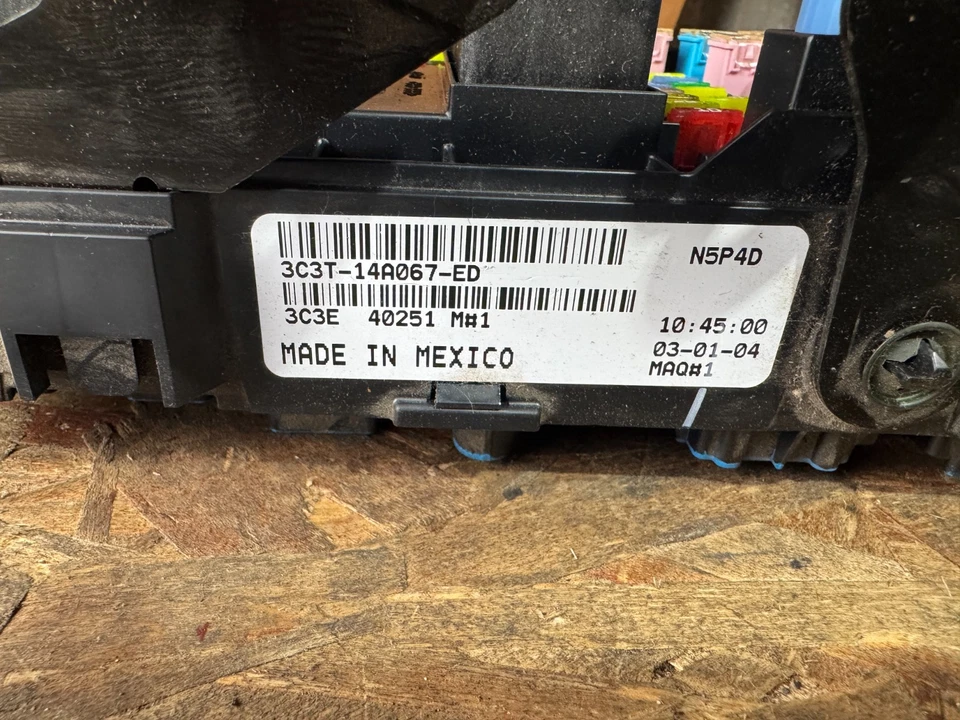 N5P4D
3C3T-14A067-ED
3C3E 40251 M#1
10:45:00
MADE IN MEXICO
03-01-04
MAQ#1